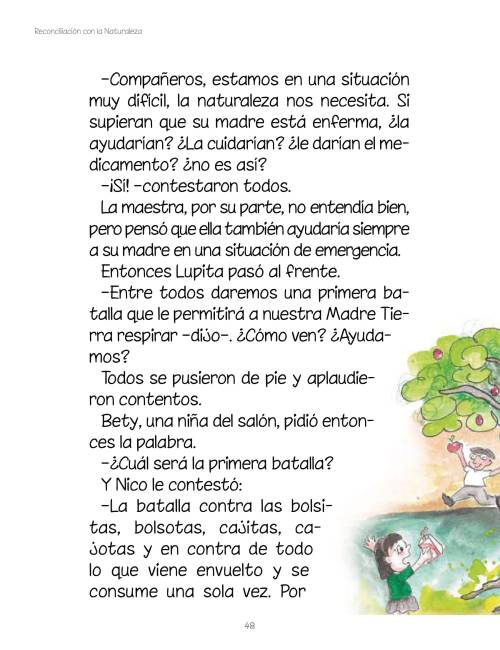 Reconciliación con la Naturaleza
–Compañeros, estamos en una situación
muy difícil, la naturaleza nos necesita. Si
supieran que su madre está enferma, ¿la
ayudarían? ¿La cuidarían? ¿le darían el me-
dicamento? ¿no es así?
–¡Sí! –contestaron todos.
La maestra, por su parte, no entendía bien,
pero pensó que ella también ayudaría siempre
a su madre en una situación de emergencia.
Entonces Lupita pasó al frente.
–Entre todos daremos una primera ba-
talla que le permitirá a nuestra Madre Tie-
rra respirar –dijo–. ¿Cómo ven? ¿Ayuda-
mos?
Todos se pusieron de pie y aplaudie-
ron contentos.
Bety, una niña del salón, pidió enton-
ces la palabra.
–¿Cuál será la primera batalla?
Y Nico le contestó:
–La batalla contra las bolsi-
tas, bolsotas, cajitas, ca-
jotas y en contra de todo
lo que viene envuelto y se
consume una sola vez. Por
48